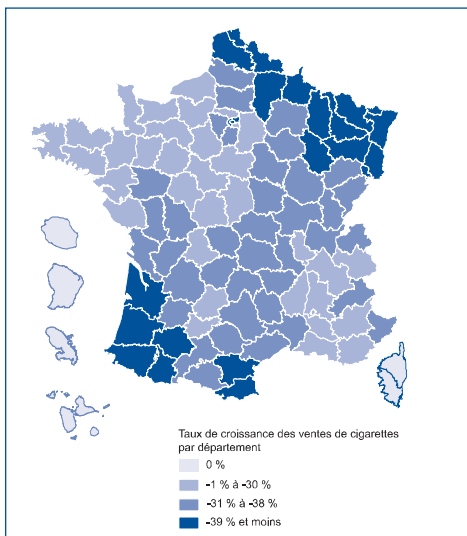 Taux de croissance des ventes de cigarettes
par département
0 %
-1 % à -30 %
-31 % à -38 %
-39 % et moins